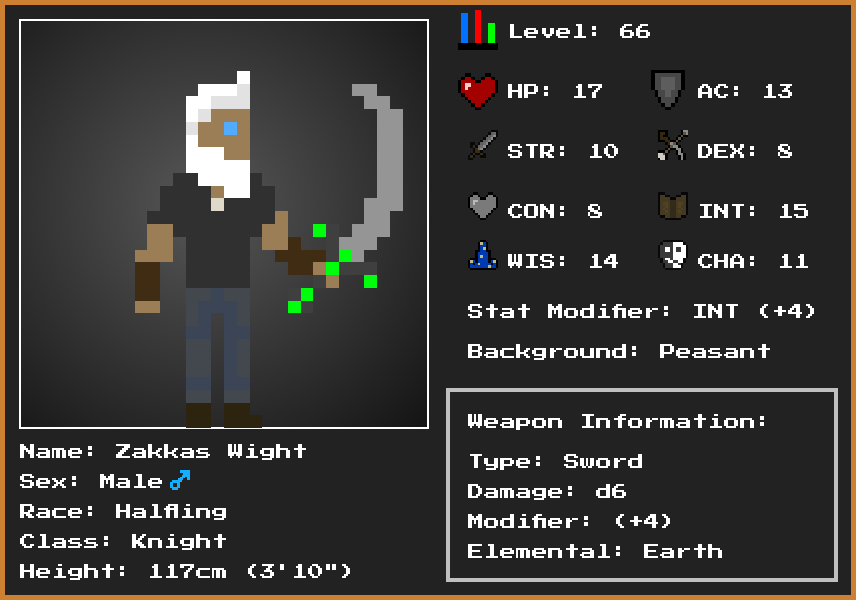 Level: 66
HP: 17 AC: 13
STR: 10 DEX: 8
CON: 8 INT: 15
WIS: 14 CHA: 11
Stat Modifier: INT (+4)
Background: Peasant
Name: Zakkas Wight
Sex: Male ♂
Race: Halfling
Class: Knight
Height: 117cm (3'10")
Weapon Information:
Type: Sword
Damage: d6
Modifier: (+4)
Elemental: Earth